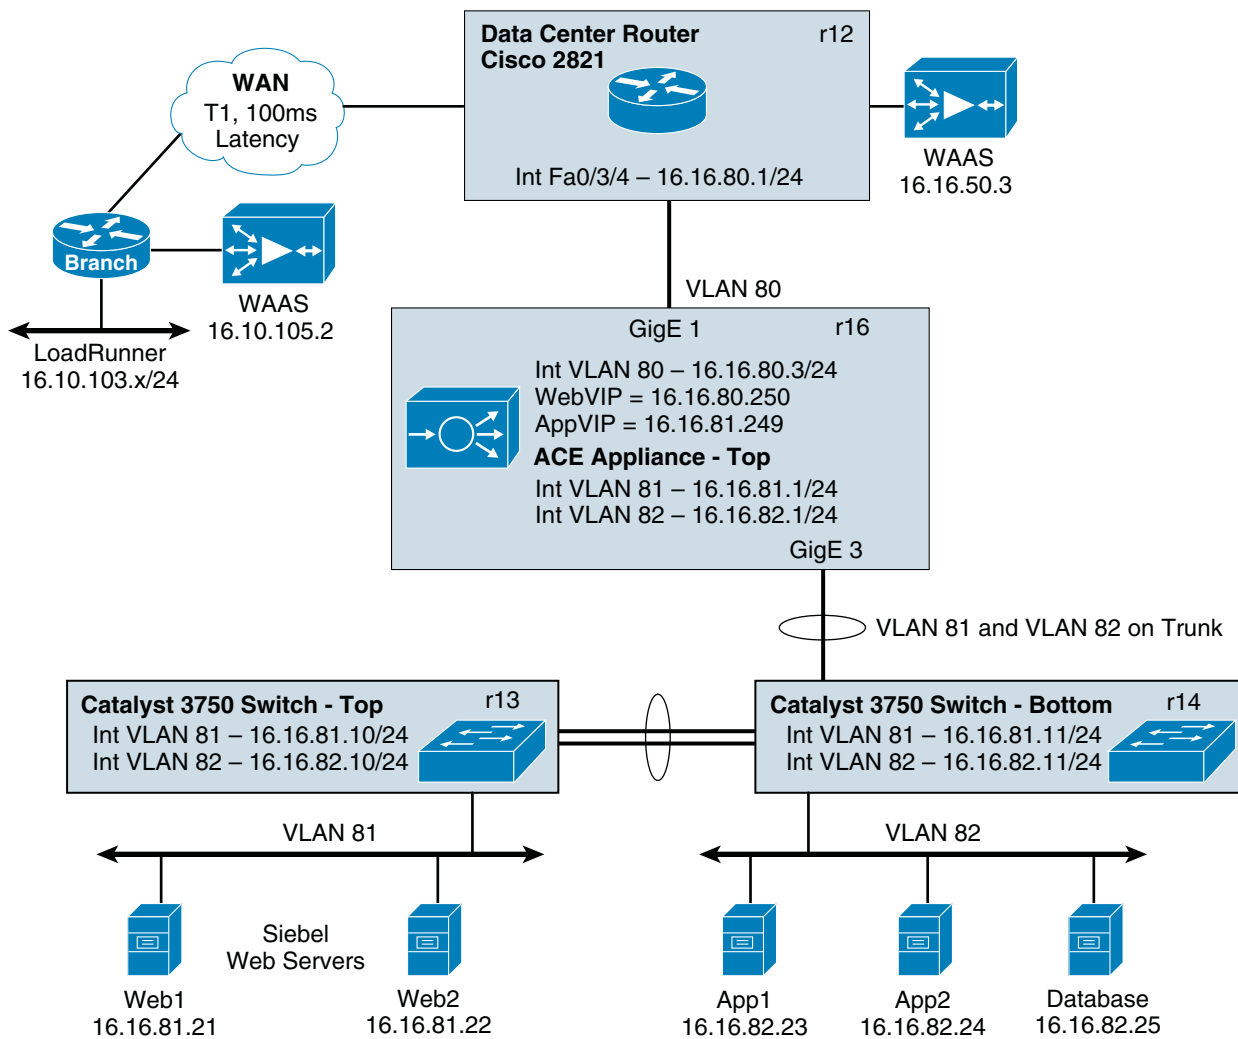 Data Center Router r12
Cisco 2821
Int Fa0/3/4 – 16.16.80.1/24
WAN
T1, 100ms
Latency
WAAS
16.16.50.3
Branch
WAAS
16.10.105.2
LoadRunner
16.10.103.x/24
VLAN 80
GigE 1 r16
Int VLAN 80 – 16.16.80.3/24
WebVIP = 16.16.80.250
AppVIP = 16.16.81.249
ACE Appliance - Top
Int VLAN 81 – 16.16.81.1/24
Int VLAN 82 – 16.16.82.1/24
GigE 3
VLAN 81 and VLAN 82 on Trunk
Catalyst 3750 Switch - Top r13
Int VLAN 81 – 16.16.81.10/24
Int VLAN 82 – 16.16.82.10/24
Catalyst 3750 Switch - Bottom r14
Int VLAN 81 – 16.16.81.11/24
Int VLAN 82 – 16.16.82.11/24
VLAN 81
VLAN 82
Siebel
Web Servers
Web1
16.16.81.21
Web2
16.16.81.22
App1
16.16.82.23
App2
16.16.82.24
Database
16.16.82.25